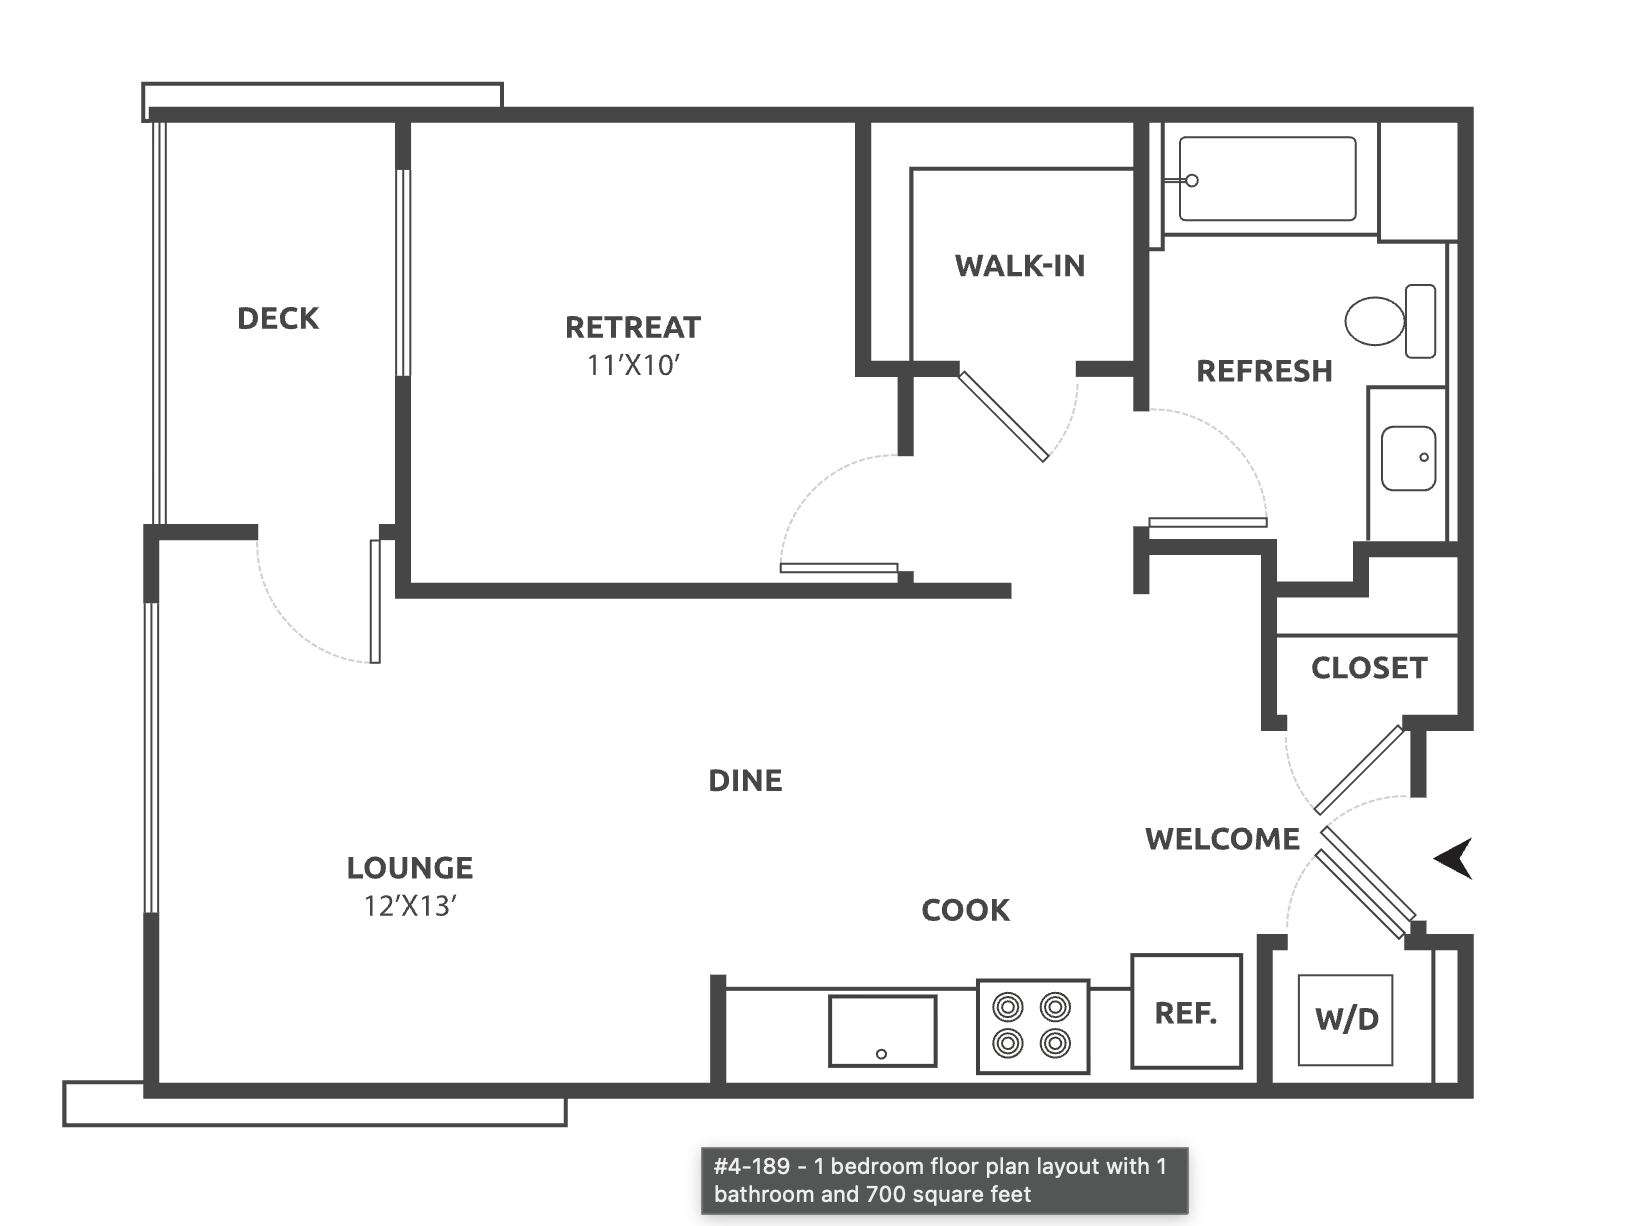 DECK
RETREAT
11’X10’
WALK-IN
REFRESH
CLOSET
DINE
WELCOME
LOUNGE
12’X13’
COOK
REF.
W/D
#4-189 - 1 bedroom floor plan layout with 1
bathroom and 700 square feet